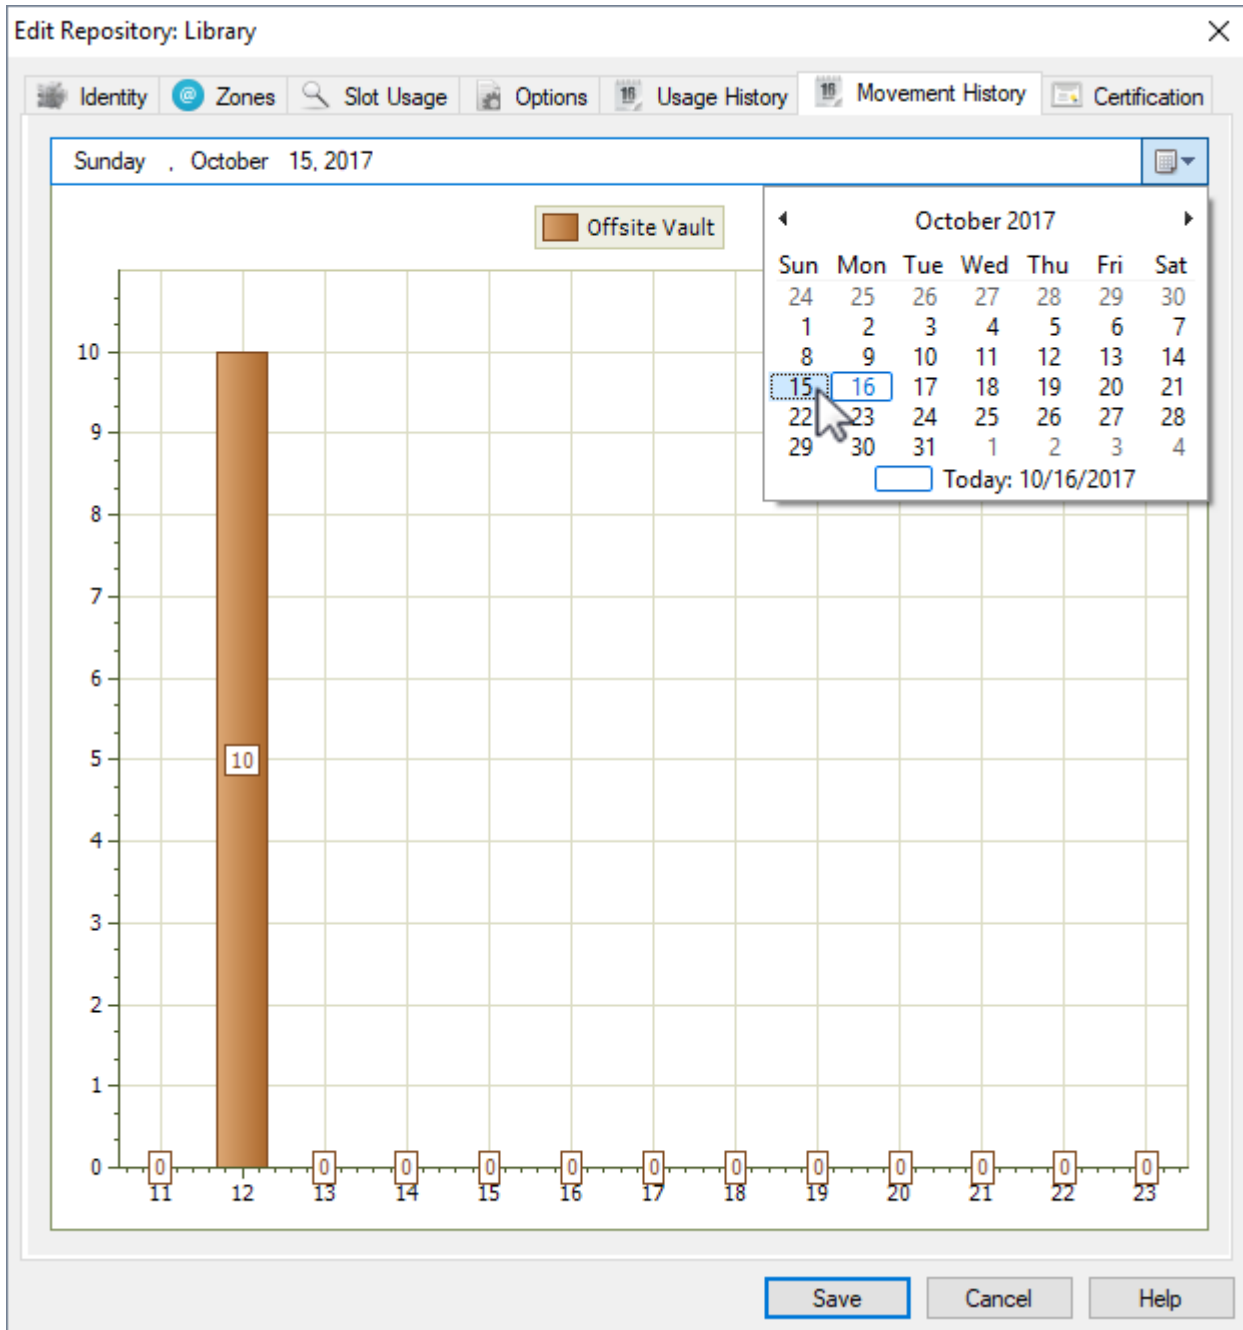 Edit Repository: Library
Identity Zones Slot Usage Options Usage History Movement History Certification
Sunday , October 15, 2017
Offsite Vault
October 2017
Sun Mon Tue Wed Thu Fri Sat
24 25 26 27 28 29 30
1 2 3 4 5 6 7
8 9 10 11 12 13 14
15 16 17 18 19 20 21
22 23 24 25 26 27 28
29 30 31 1 2 3 4
Today: 10/16/2017
10
9
8
7
6
5
10
4
3
2
1
0
0 0 0 0 0 0 0 0 0 0 0 0
11 12 13 14 15 16 17 18 19 20 21 22 23
Save Cancel Help